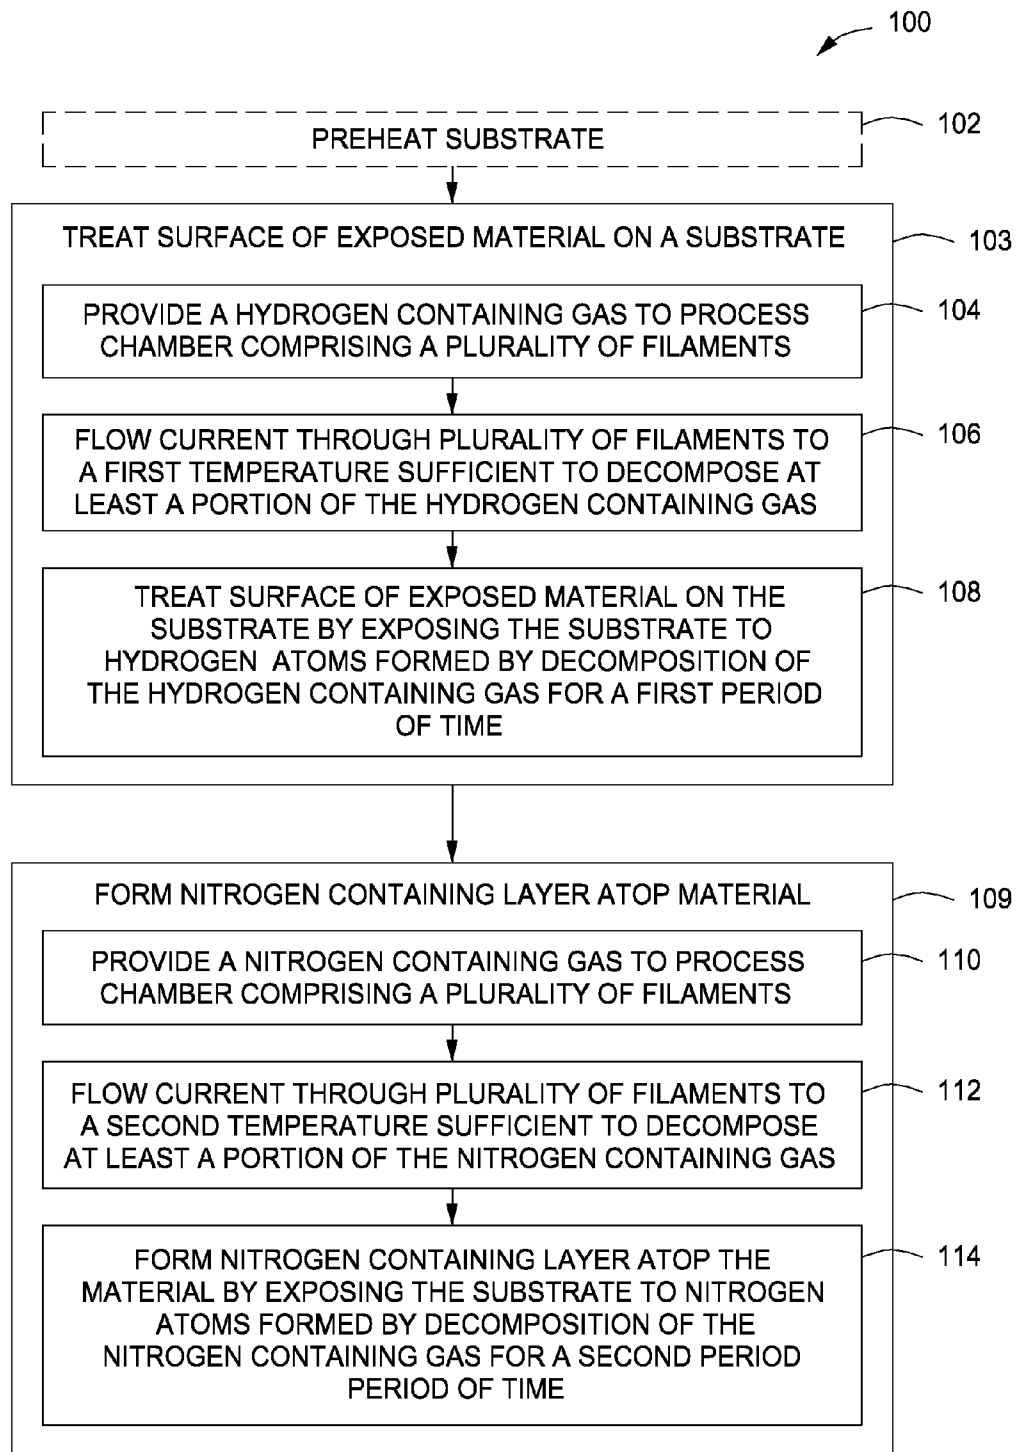 100
PREHEAT SUBSTRATE
102
TREAT SURFACE OF EXPOSED MATERIAL ON A SUBSTRATE
103
PROVIDE A HYDROGEN CONTAINING GAS TO PROCESS
CHAMBER COMPRISING A PLURALITY OF FILAMENTS
104
FLOW CURRENT THROUGH PLURALITY OF FILAMENTS TO
A FIRST TEMPERATURE SUFFICIENT TO DECOMPOSE AT
LEAST A PORTION OF THE HYDROGEN CONTAINING GAS
106
TREAT SURFACE OF EXPOSED MATERIAL ON THE
SUBSTRATE BY EXPOSING THE SUBSTRATE TO
HYDROGEN ATOMS FORMED BY DECOMPOSITION OF
THE HYDROGEN CONTAINING GAS FOR A FIRST PERIOD
OF TIME
108
FORM NITROGEN CONTAINING LAYER ATOP MATERIAL
109
PROVIDE A NITROGEN CONTAINING GAS TO PROCESS
CHAMBER COMPRISING A PLURALITY OF FILAMENTS
110
FLOW CURRENT THROUGH PLURALITY OF FILAMENTS TO
A SECOND TEMPERATURE SUFFICIENT TO DECOMPOSE
AT LEAST A PORTION OF THE NITROGEN CONTAINING GAS
112
FORM NITROGEN CONTAINING LAYER ATOP THE
MATERIAL BY EXPOSING THE SUBSTRATE TO NITROGEN
ATOMS FORMED BY DECOMPOSITION OF THE
NITROGEN CONTAINING GAS FOR A SECOND PERIOD
PERIOD OF TIME
114